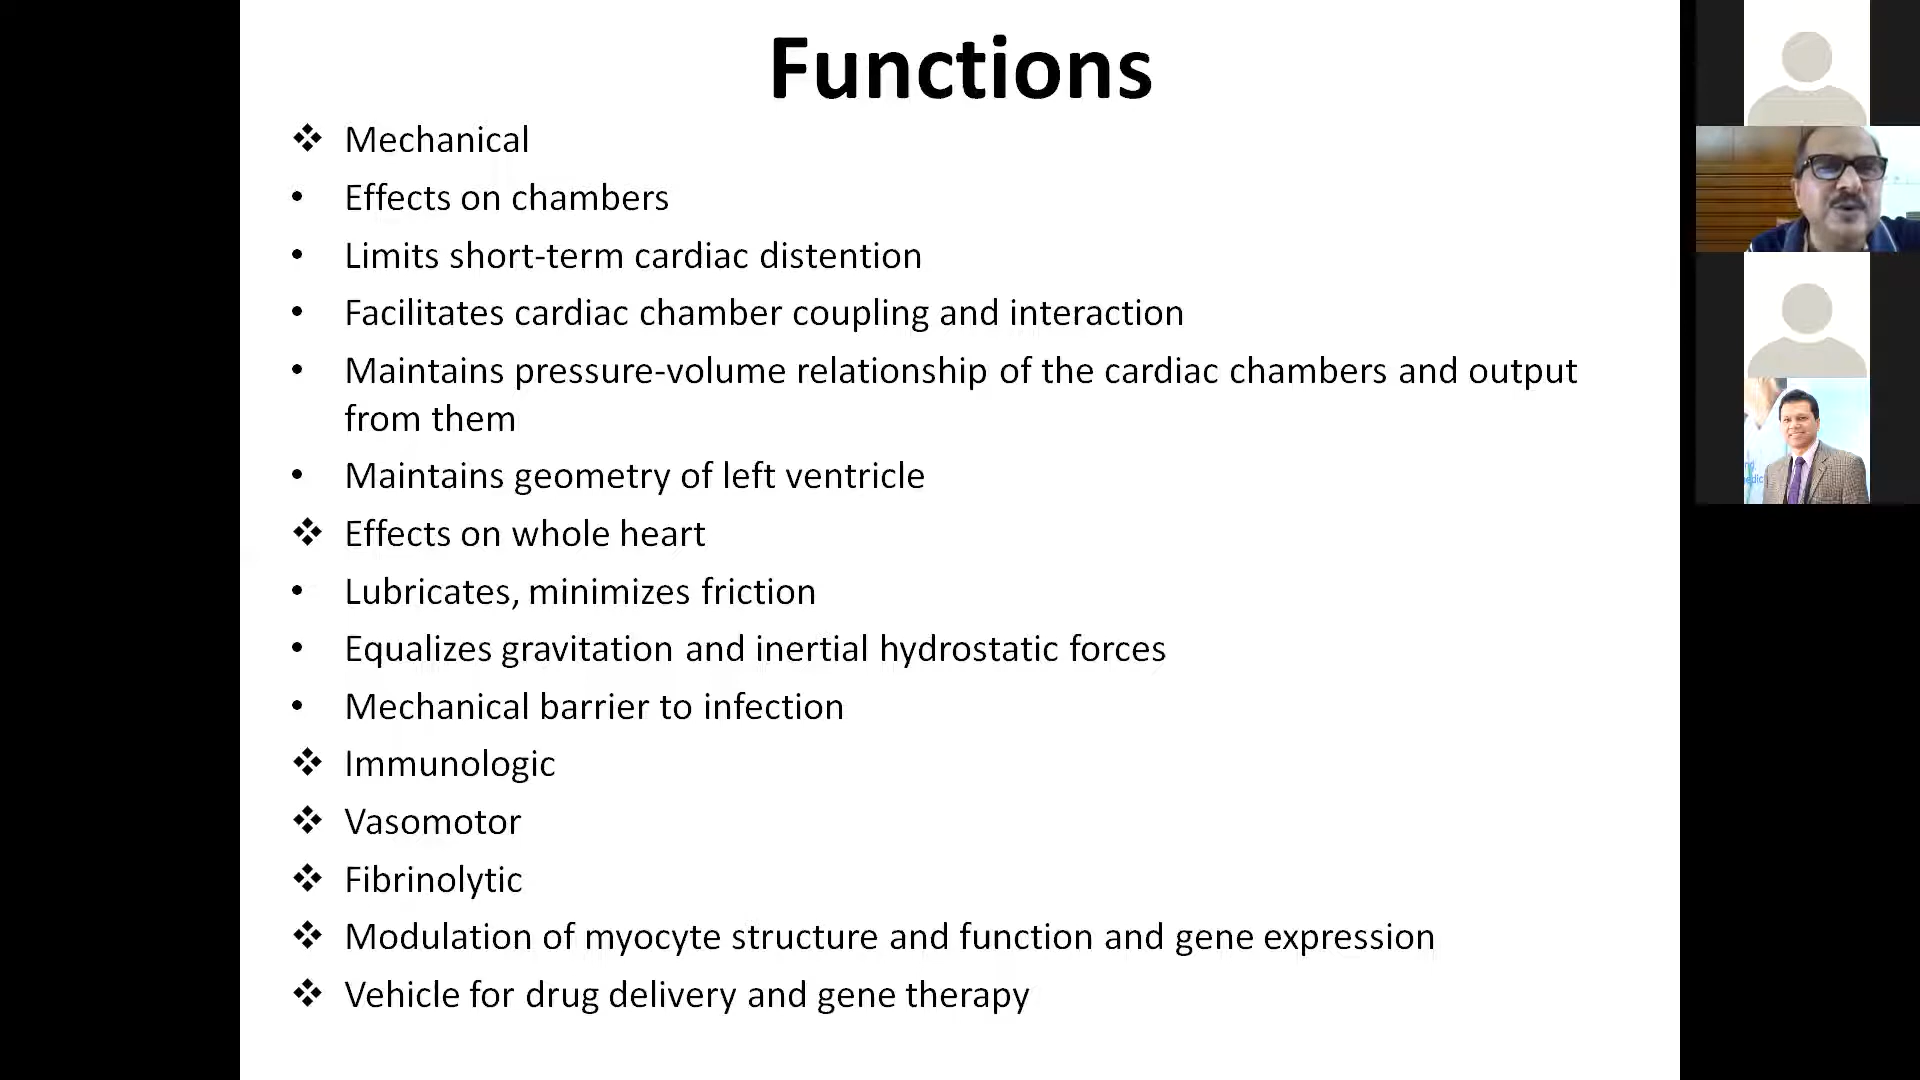 Functions
❖ Mechanical
• Effects on chambers
• Limits short-term cardiac distention
• Facilitates cardiac chamber coupling and interaction
• Maintains pressure-volume relationship of the cardiac chambers and output
from them
• Maintains geometry of left ventricle
❖ Effects on whole heart
• Lubricates, minimizes friction
• Equalizes gravitation and inertial hydrostatic forces
• Mechanical barrier to infection
❖ Immunologic
❖ Vasomotor
❖ Fibrinolytic
❖ Modulation of myocyte structure and function and gene expression
❖ Vehicle for drug delivery and gene therapy